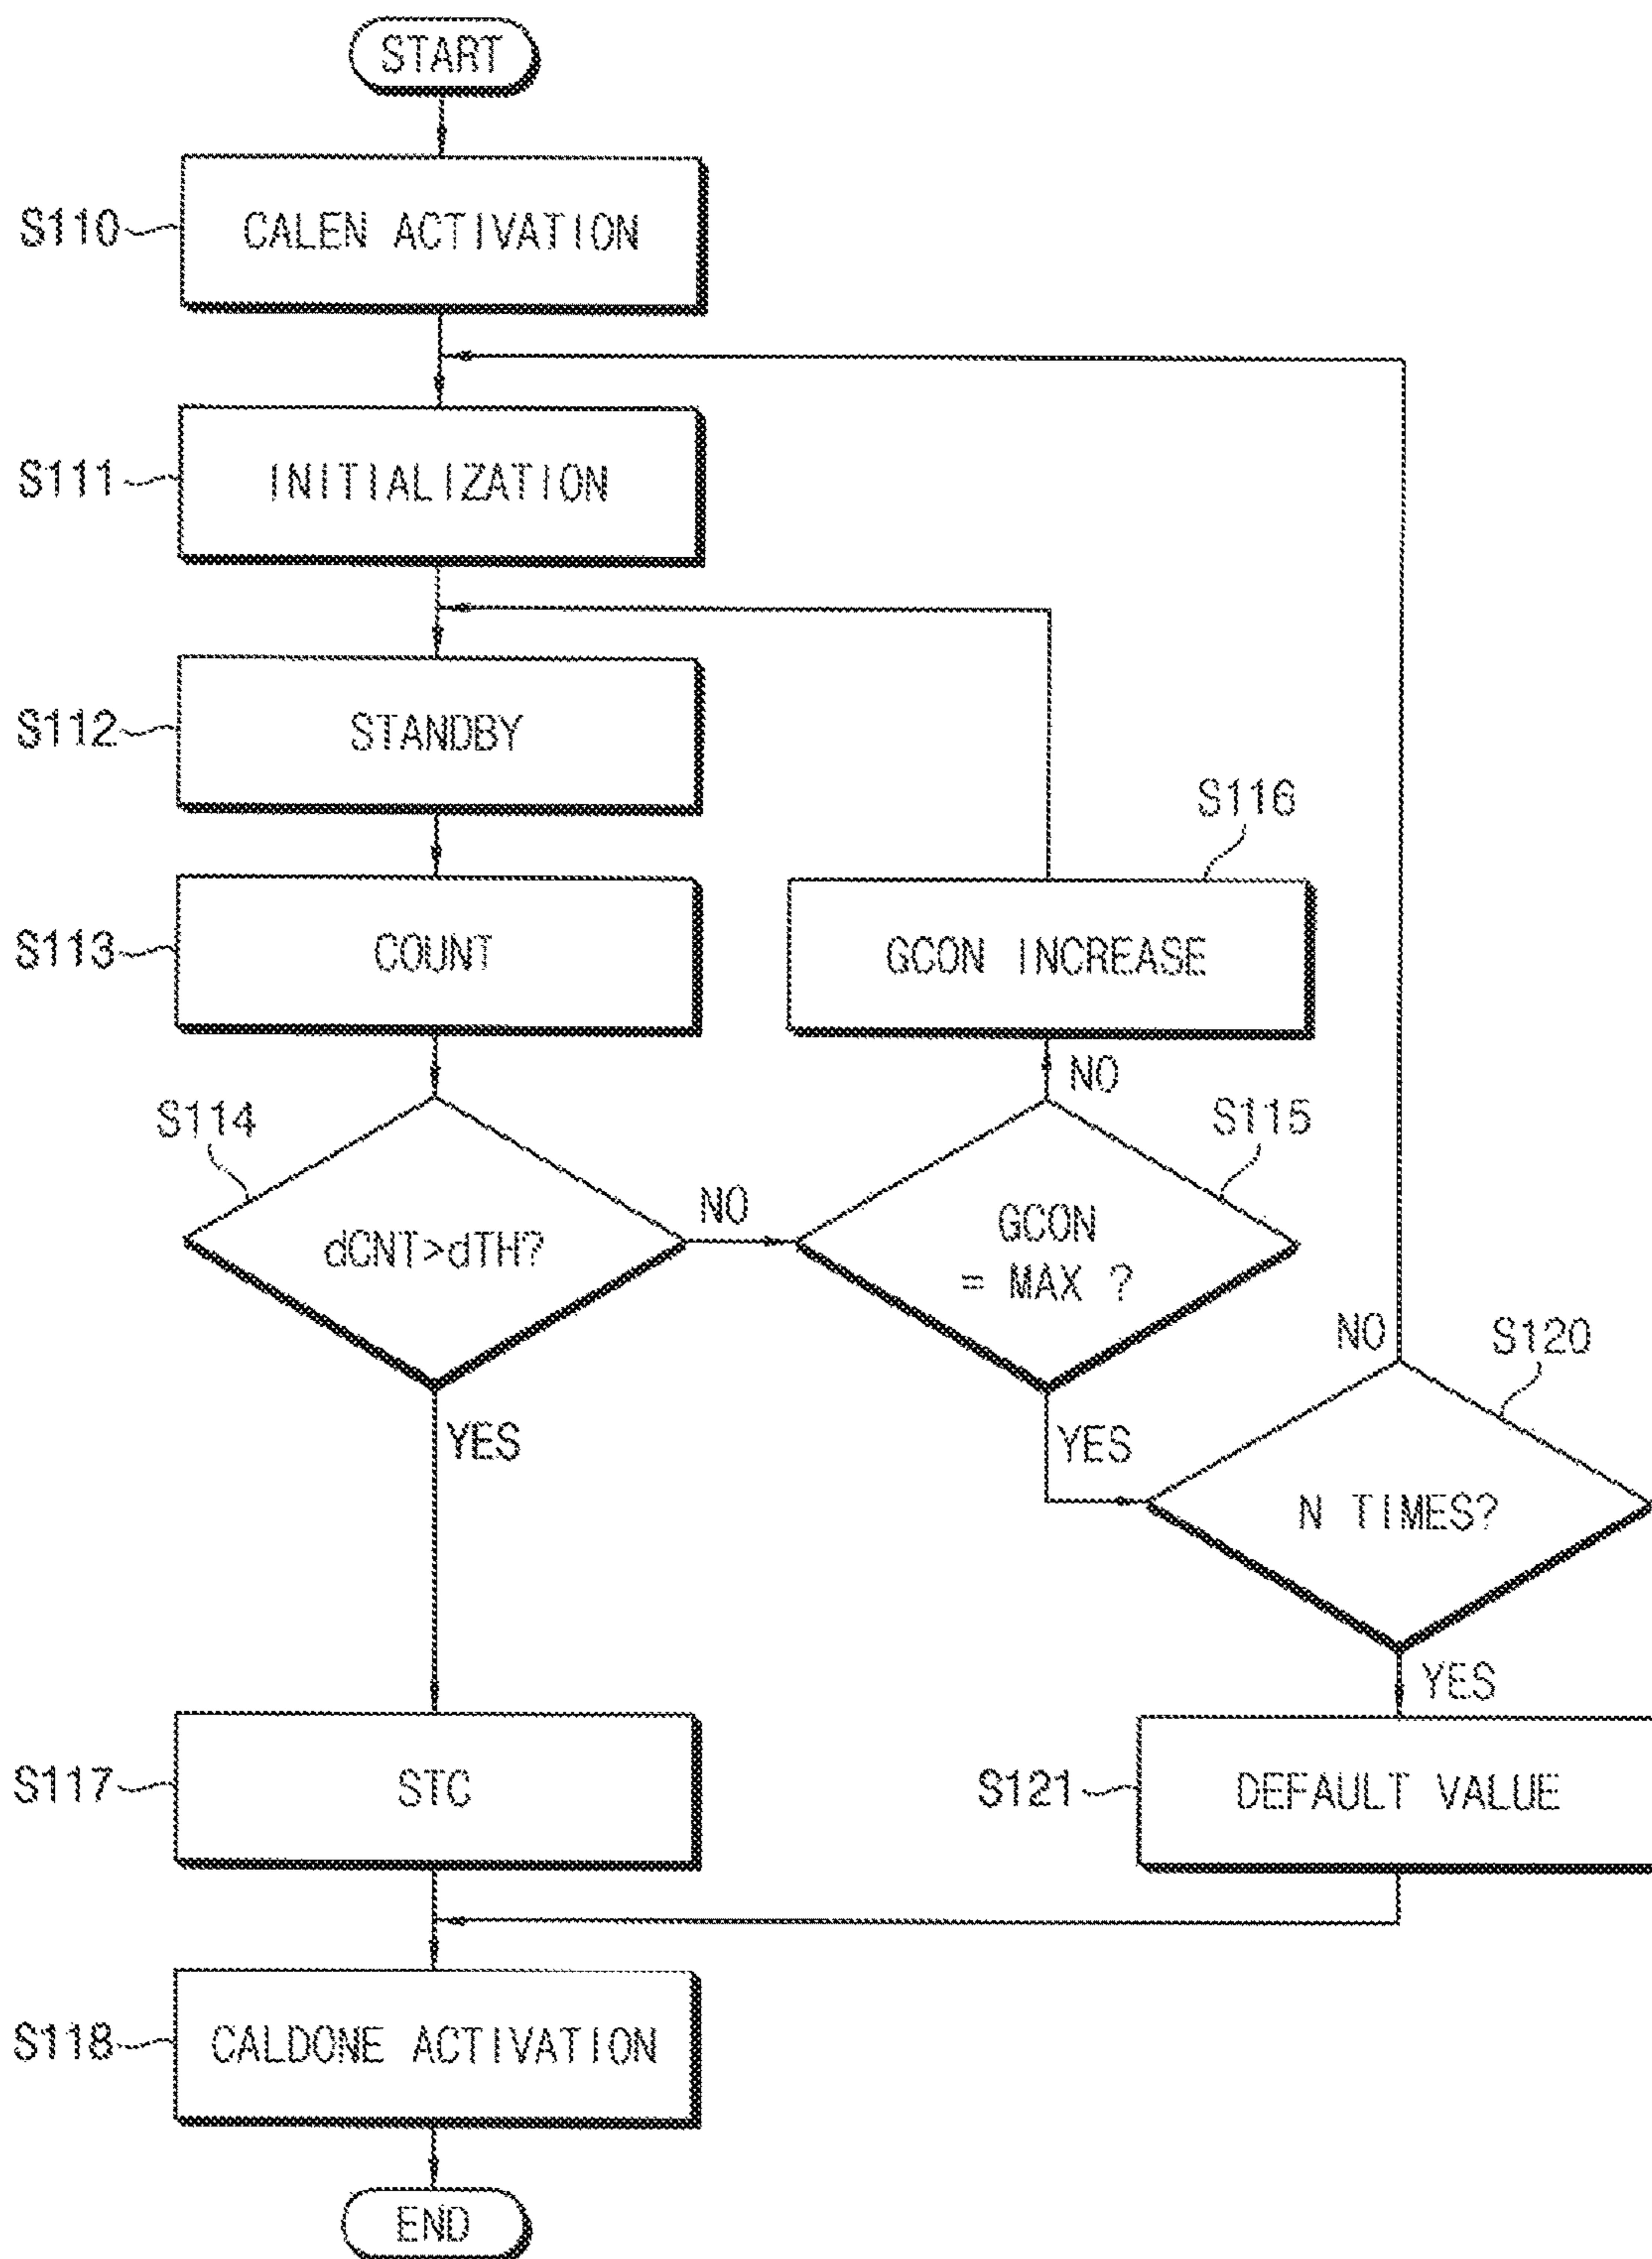 START
S110
CALEN ACTIVATION
S111
INITIALIZATION
S112
STANDBY
S116
S113
COUNT
GCON INCREASE
NO
S114
S115
dCNT>dTH?
NO
GCON
= MAX ?
NO
S120
YES
YES
N TIMES?
YES
S117
STC
S121
DEFAULT VALUE
S118
CALDONE ACTIVATION
END